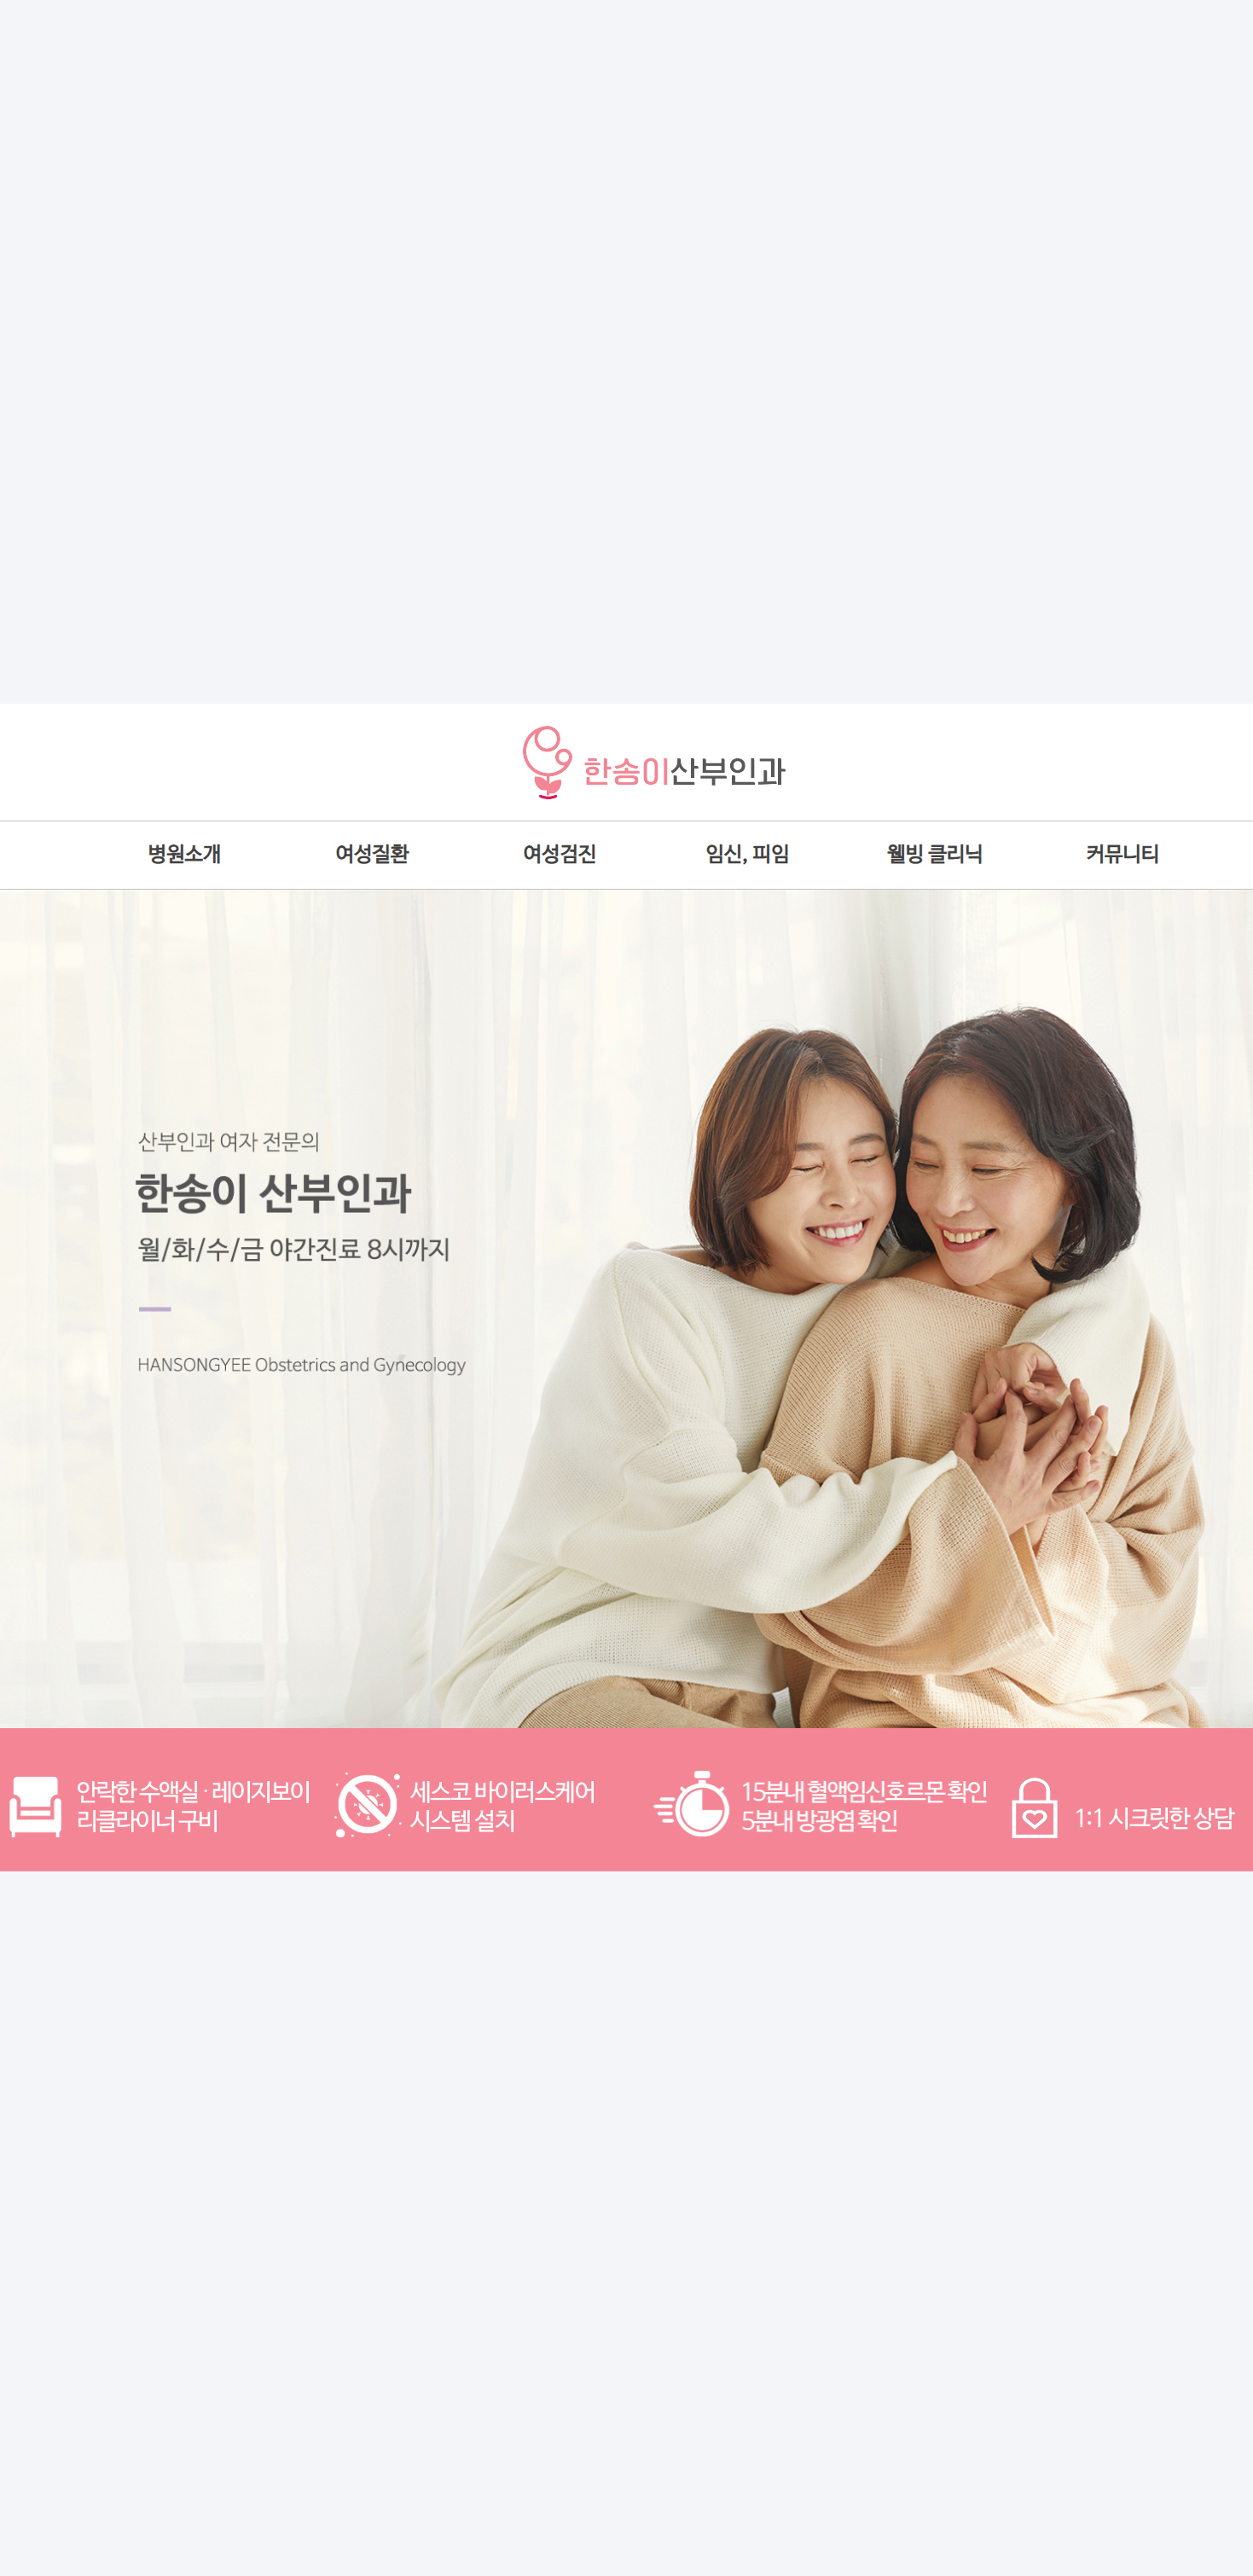 한송이산부인과
병원소개 여성질환 여성검진 임신, 피임 웰빙 클리닉 커뮤니티
산부인과 여자 전문의
한송이 산부인과
월/화/수/금 야간진료 8시까지
HANSONGYEE Obstetrics and Gynecology
안락한 수액실 · 레이지보이
리클라이너 구비
세스코 바이러스케어
시스템 설치
15분내 혈액임신호르몬 확인
5분내 방광염 확인
1:1 시크릿한 상담